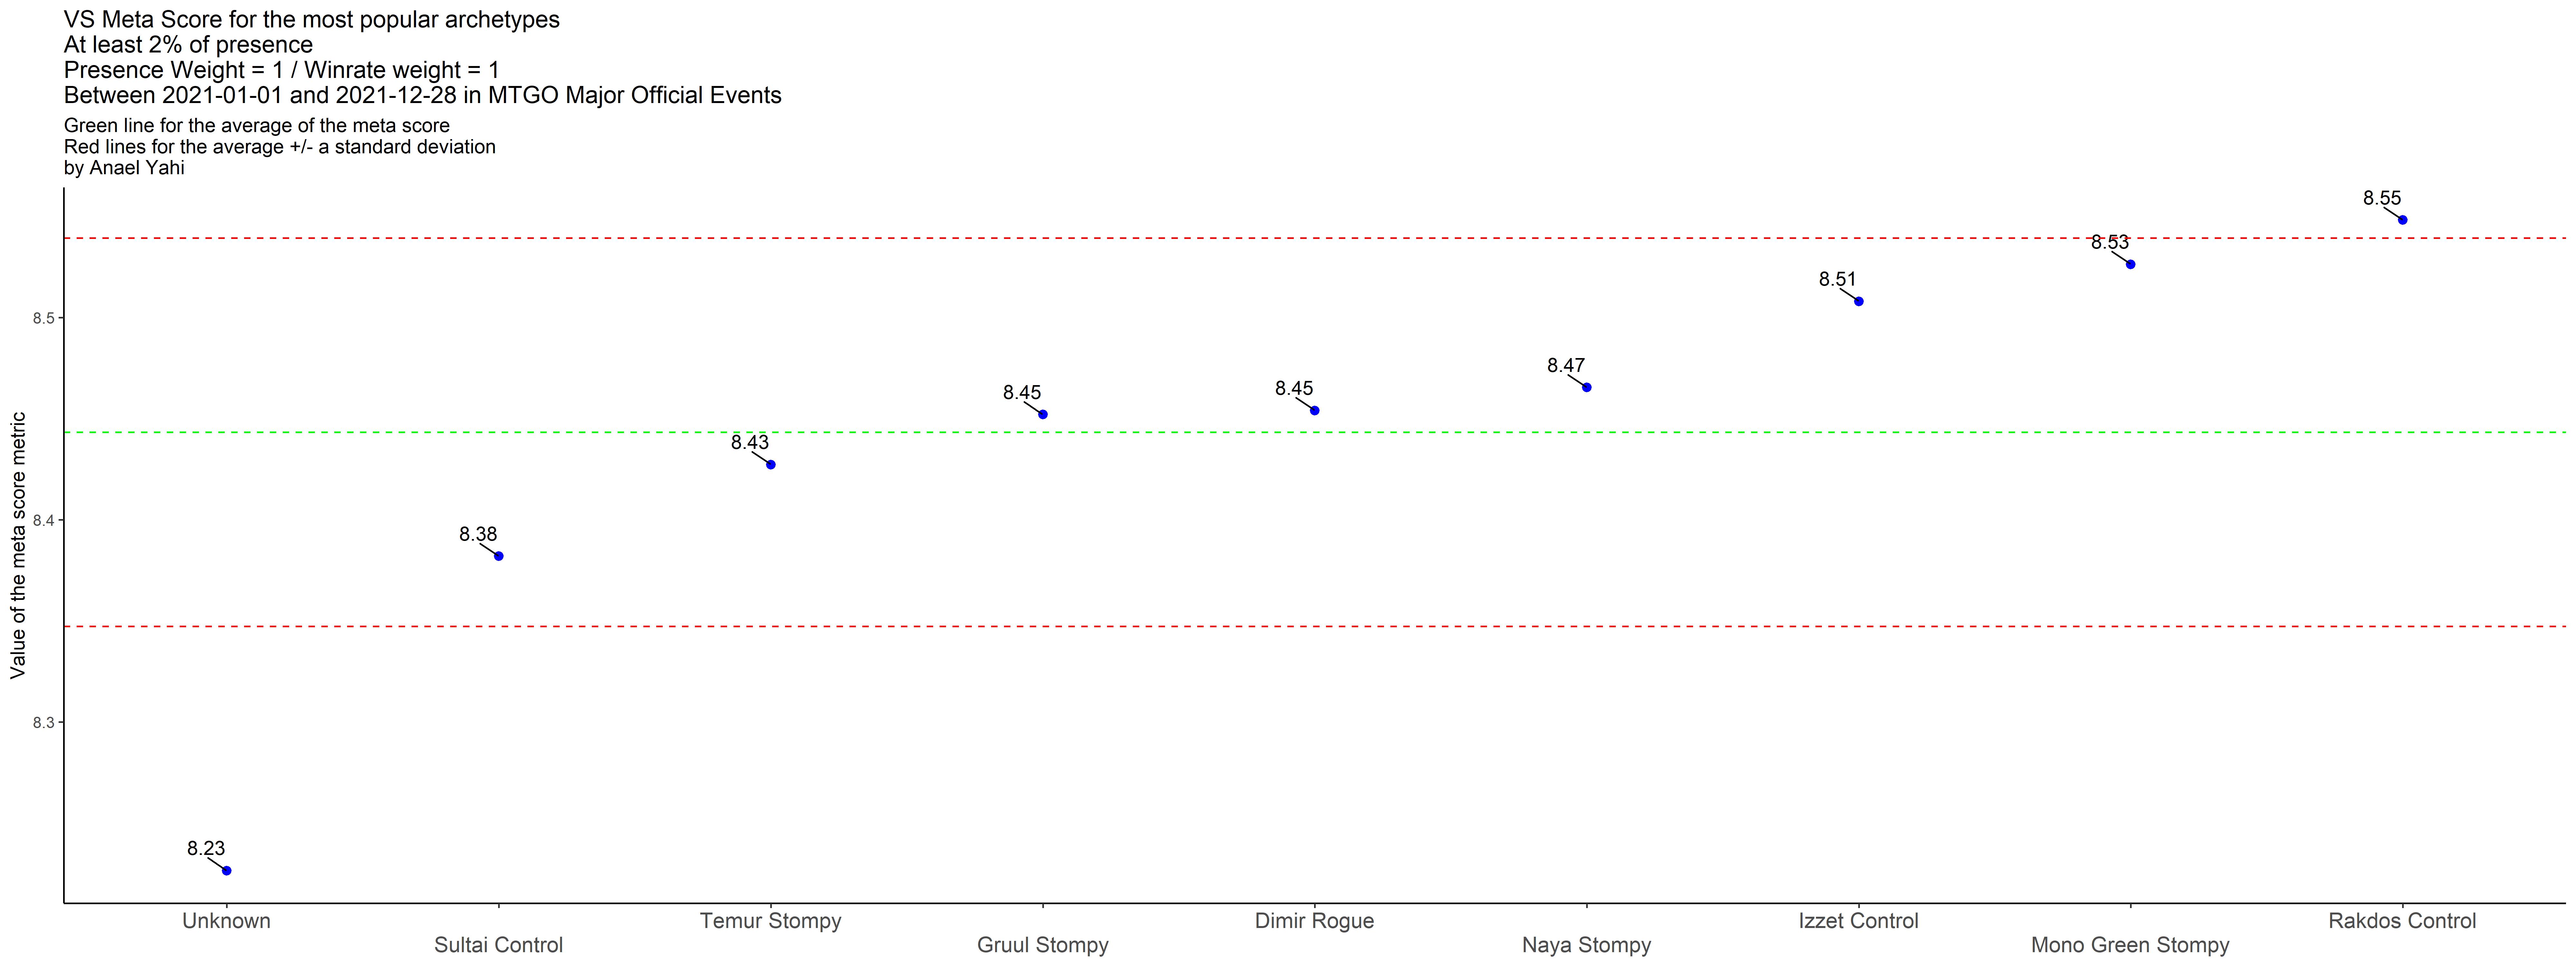 VS Meta Score for the most popular archetypes
At least 2% of presence
Presence Weight = 1 / Winrate weight = 1
Between 2021-01-01 and 2021-12-28 in MTGO Major Official Events
Green line for the average of the meta score
Red lines for the average +/- a standard deviation
by Anael Yahi
Value of the meta score metric
8.5
8.4
8.3
8.23
8.38
8.43
8.45
8.45
8.47
8.51
8.53
8.55
Unknown
Sultai Control
Temur Stompy
Gruul Stompy
Dimir Rogue
Naya Stompy
Izzet Control
Mono Green Stompy
Rakdos Control